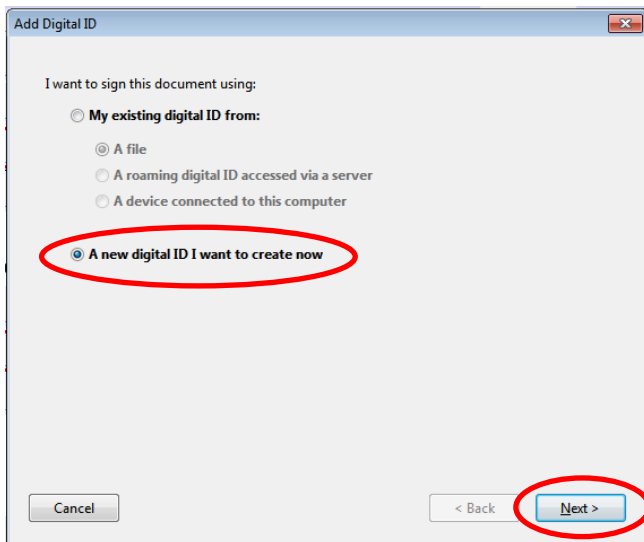 Add Digital ID
I want to sign this document using:
My existing digital ID from:
A file
A roaming digital ID accessed via a server
A device connected to this computer
A new digital ID I want to create now
Cancel
< Back
Next >